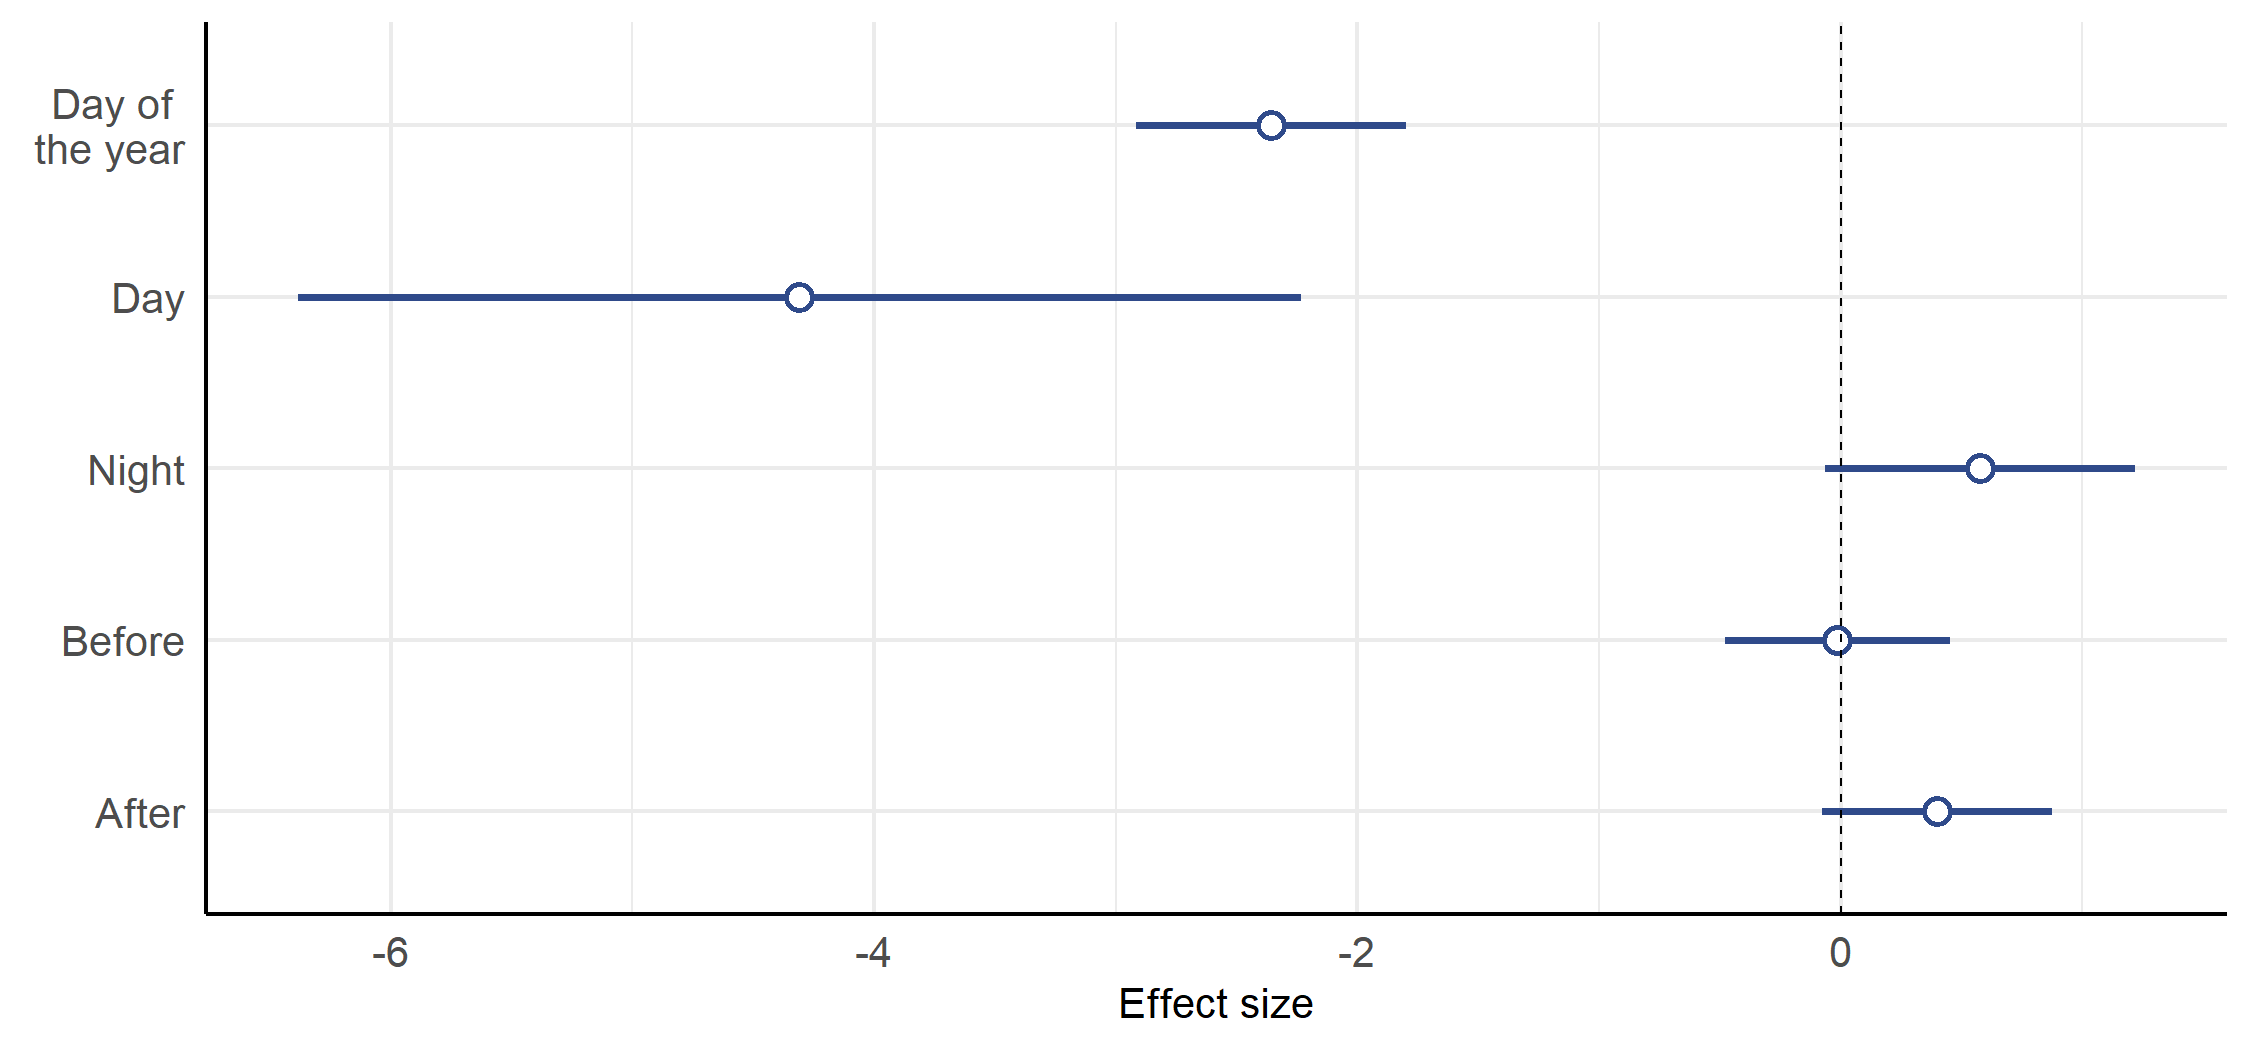 Day of
the year
Day
Night
Before
After
-6 -4 -2 0
Effect size